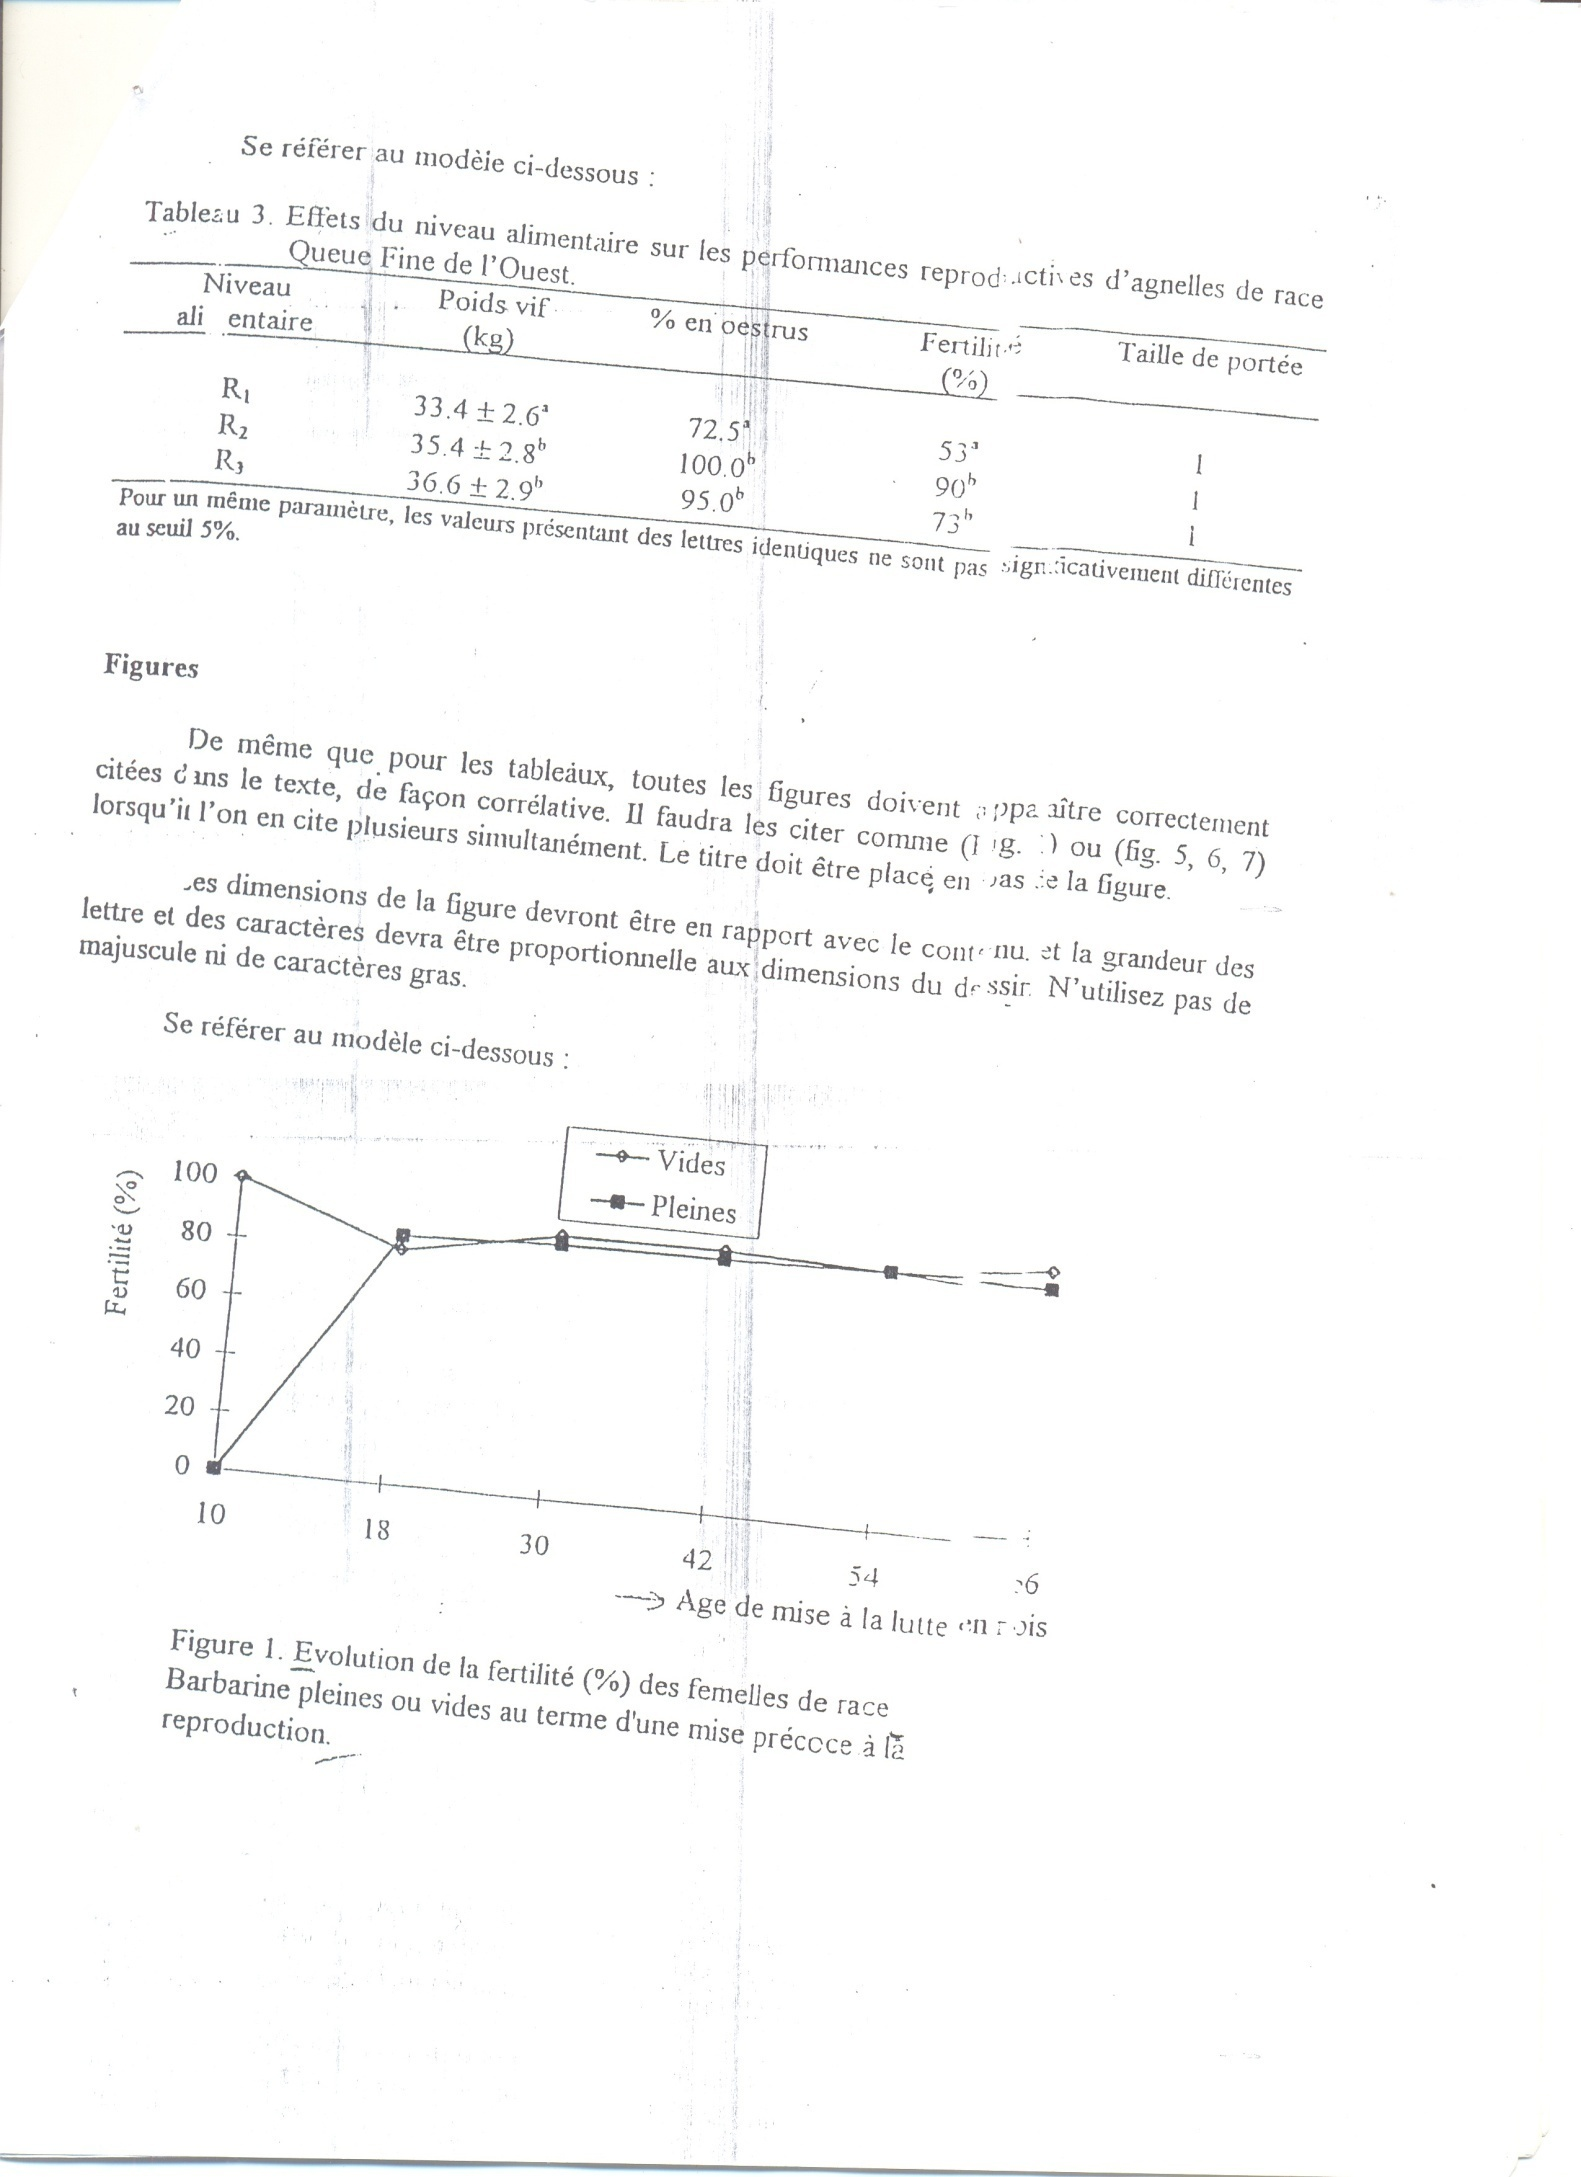 Se référer au modèle ci-dessous :
Tableau 3. Effets du niveau alimentaire sur les performances reproductives d'agnelles de race
Queue Fine de l'Ouest.
Niveau Poids vif % en oestrus Fertilité Taille de portée
ali entaire (kg) (%)
R₁ 33.4 ± 2.6ᵃ 72.5ᵃ 53ᵃ 1
R₂ 35.4 ± 2.8ᵇ 100.0ᵇ 90ᵇ 1
R₃ 36.6 ± 2.9ᵇ 95.0ᵇ 73ᵇ 1
Pour un même paramètre, les valeurs présentant des lettres identiques ne sont pas significativement différentes
au seuil 5%.
Figures
De même que pour les tableaux, toutes les figures doivent appa aître correctement
citées dans le texte, de façon corrélative. Il faudra les citer comme ( ) ou (fig. 5, 6, 7)
lorsqu'il l'on en cite plusieurs simultanément. Le titre doit être placé en bas de la figure.
es dimensions de la figure devront être en rapport avec le contenu. et la grandeur des
lettre et des caractères devra être proportionnelle aux dimensions du dessin. N'utilisez pas de
majuscule ni de caractères gras.
Se référer au modèle ci-dessous :
Vides
Pleines
Fertilité (%)
100
80
60
40
20
0
10 18 30 42 54
Age de mise à la lutte en mois
Figure 1. Evolution de la fertilité (%) des femelles de race
Barbarine pleines ou vides au terme d'une mise précoce à la
reproduction.